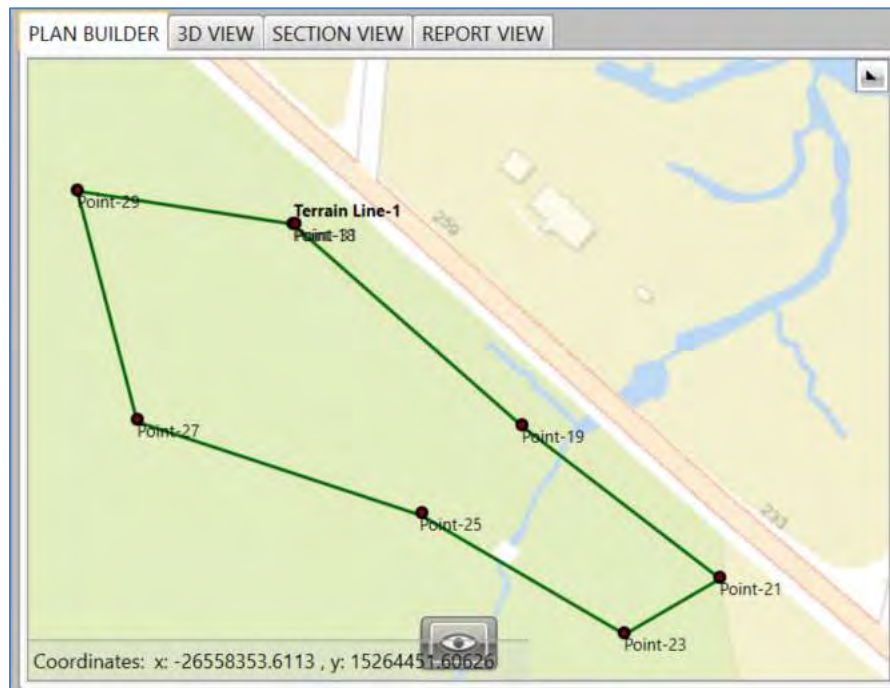 PLAN BUILDER 3D VIEW SECTION VIEW REPORT VIEW
Point-29
Terrain Line-1
259
Point-19
Point-27
Point-25
233
Point-21
Point-23
Coordinates: x: -26558353.6113 , y: 15264451.60626